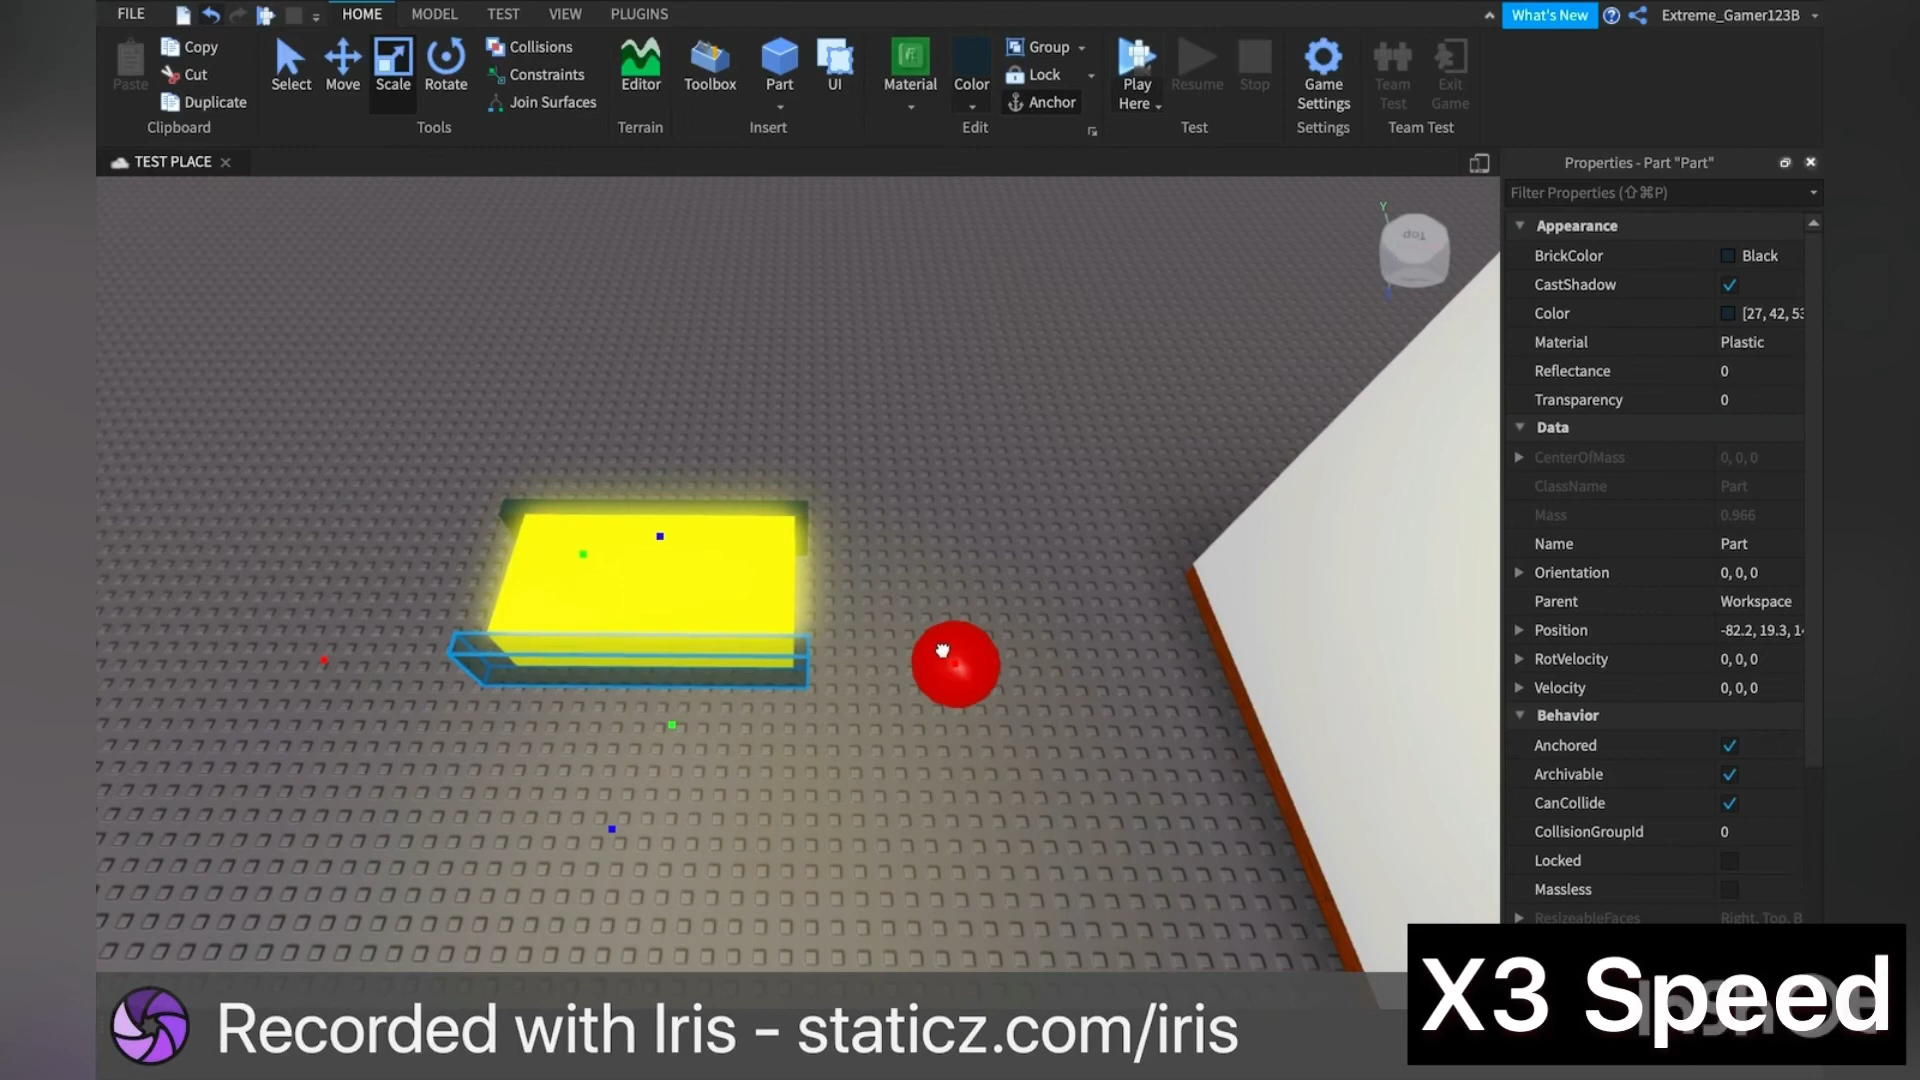 FILE HOME MODEL TEST VIEW PLUGINS What's New Extreme_Gamer123B
Paste Copy Cut Duplicate Clipboard
Select Move Scale Rotate Collisions Constraints Join Surfaces Tools
Editor Terrain
Toolbox Part UI Insert
Material Color Group Lock Anchor Edit
Play Here Resume Stop Test
Game Settings Settings
Team Test Exit Game Team Test
TEST PLACE
Properties - Part "Part"
Filter Properties (⇧⌘P)
Y
Top
Appearance
BrickColor Black
CastShadow
Color [27, 42, 53
Material Plastic
Reflectance 0
Transparency 0
Data
CenterOfMass 0, 0, 0
ClassName Part
Mass 0.966
Name Part
Orientation 0, 0, 0
Parent Workspace
Position -82.2, 19.3, 1
RotVelocity 0, 0, 0
Velocity 0, 0, 0
Behavior
Anchored
Archivable
CanCollide
CollisionGroupId 0
Locked
Massless
ResizeableFaces Right, Top, B
X3 Speed
Recorded with Iris - staticz.com/iris